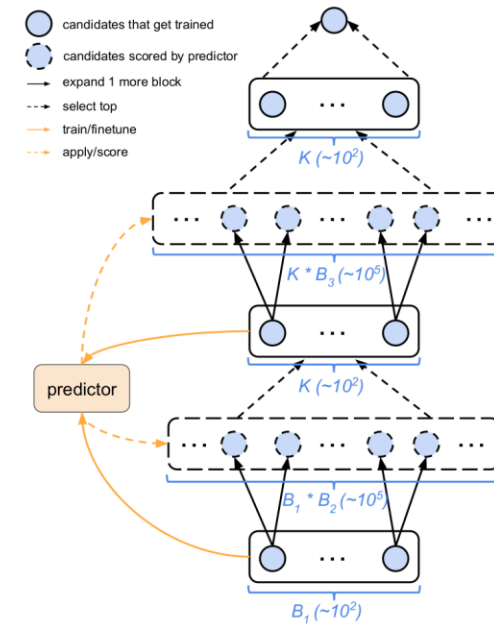 candidates that get trained
candidates scored by predictor
expand 1 more block
select top
train/finetune
apply/score
...
K (~10²)
... ... ...
K * B₃ (~10⁵)
...
K (~10²)
predictor
... ... ...
B₁ * B₂ (~10⁵)
...
B₁ (~10²)